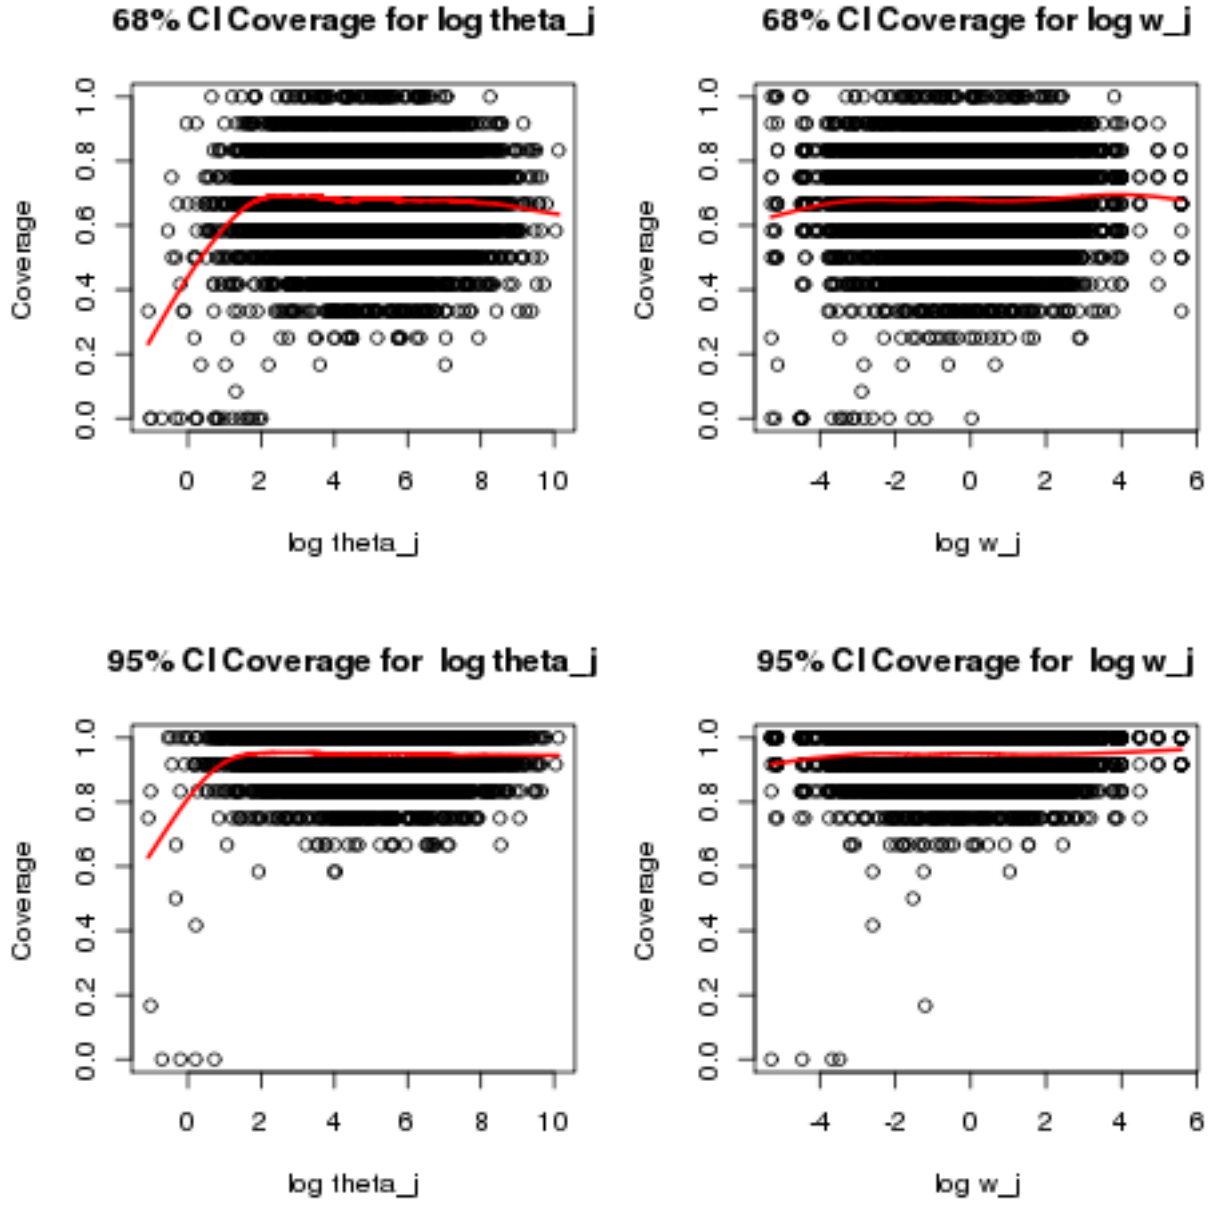 68% CI Coverage for log theta_j
Coverage
0.0 0.2 0.4 0.6 0.8 1.0
0 2 4 6 8 10
log theta_j
68% CI Coverage for log w_j
Coverage
0.0 0.2 0.4 0.6 0.8 1.0
-4 -2 0 2 4 6
log w_j
95% CI Coverage for log theta_j
Coverage
0.0 0.2 0.4 0.6 0.8 1.0
0 2 4 6 8 10
log theta_j
95% CI Coverage for log w_j
Coverage
0.0 0.2 0.4 0.6 0.8 1.0
-4 -2 0 2 4 6
log w_j